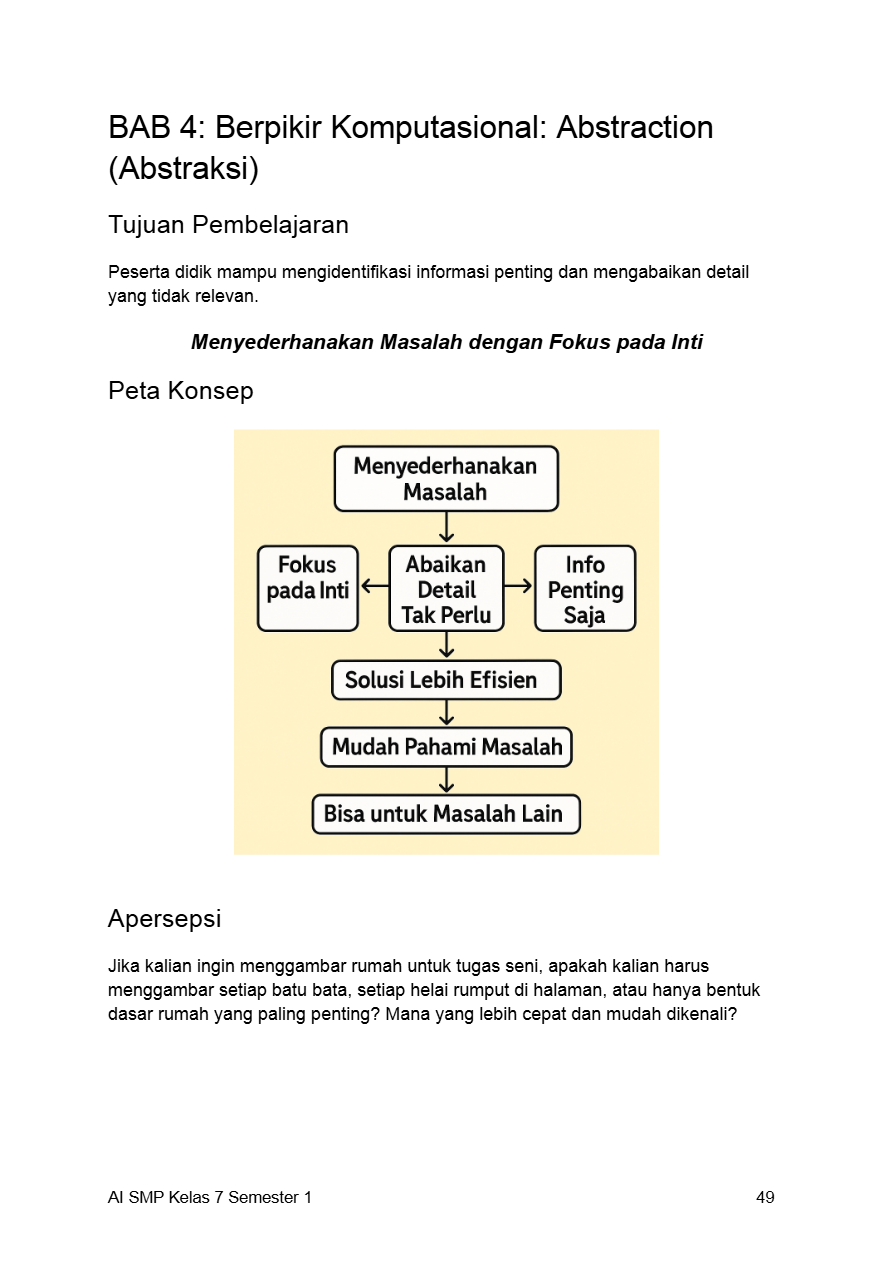 BAB 4: Berpikir Komputasional: Abstraction
(Abstraksi)
Tujuan Pembelajaran
Peserta didik mampu mengidentifikasi informasi penting dan mengabaikan detail
yang tidak relevan.
Menyederhanakan Masalah dengan Fokus pada Inti
Peta Konsep
Menyederhanakan
Masalah
Fokus
pada Inti
Abaikan
Detail
Tak Perlu
Info
Penting
Saja
Solusi Lebih Efisien
Mudah Pahami Masalah
Bisa untuk Masalah Lain
Apersepsi
Jika kalian ingin menggambar rumah untuk tugas seni, apakah kalian harus
menggambar setiap batu bata, setiap helai rumput di halaman, atau hanya bentuk
dasar rumah yang paling penting? Mana yang lebih cepat dan mudah dikenali?
AI SMP Kelas 7 Semester 1
49